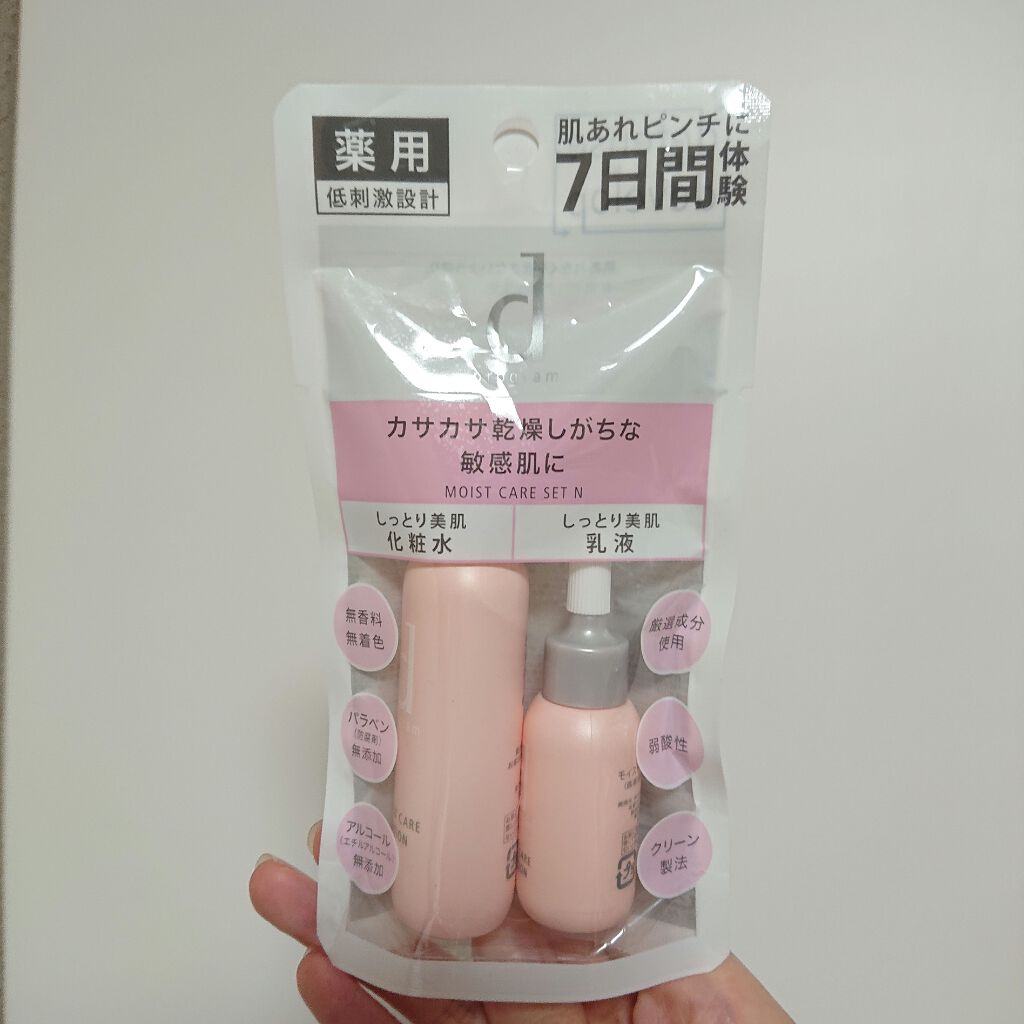 薬用
低刺激設計
肌あれピンチに
7日間体験
d
program
カサカサ乾燥しがちな
敏感肌に
MOIST CARE SET N
しっとり美肌
化粧水
しっとり美肌
乳液
無香料
無着色
パラベン
(防腐剤)
無添加
アルコール
(エチルアルコール)
無添加
厳選成分
使用
弱酸性
クリーン
製法
CARE
モイス